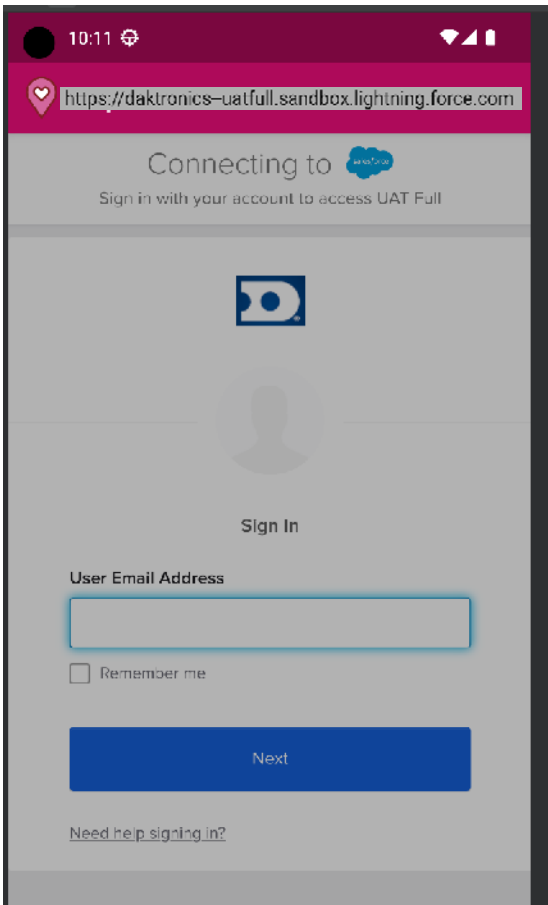 10:11
https://daktronics--uatfull.sandbox.lightning.force.com
Connecting to salesforce
Sign in with your account to access UAT Full
Sign In
User Email Address
Remember me
Next
Need help signing in?